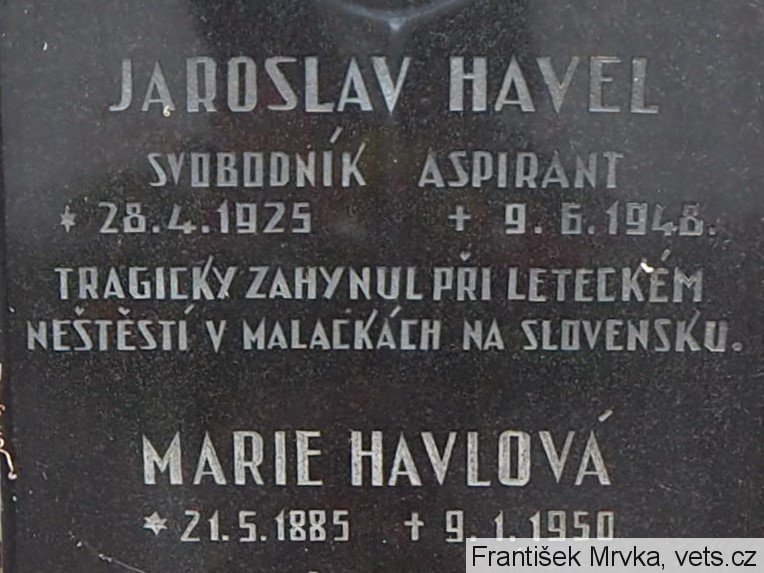 JAROSLAV HAVEL
SVOBODNÍK ASPIRANT
* 28.4.1925 + 9.6.1948.
TRAGICKY ZAHYNUL PŘI LETECKÉM
NEŠTĚSTÍ V MALACKÁCH NA SLOVENSKU.
MARIE HAVLOVÁ
* 21.5.1885 + 9.1.1950
František Mrvka, vets.cz